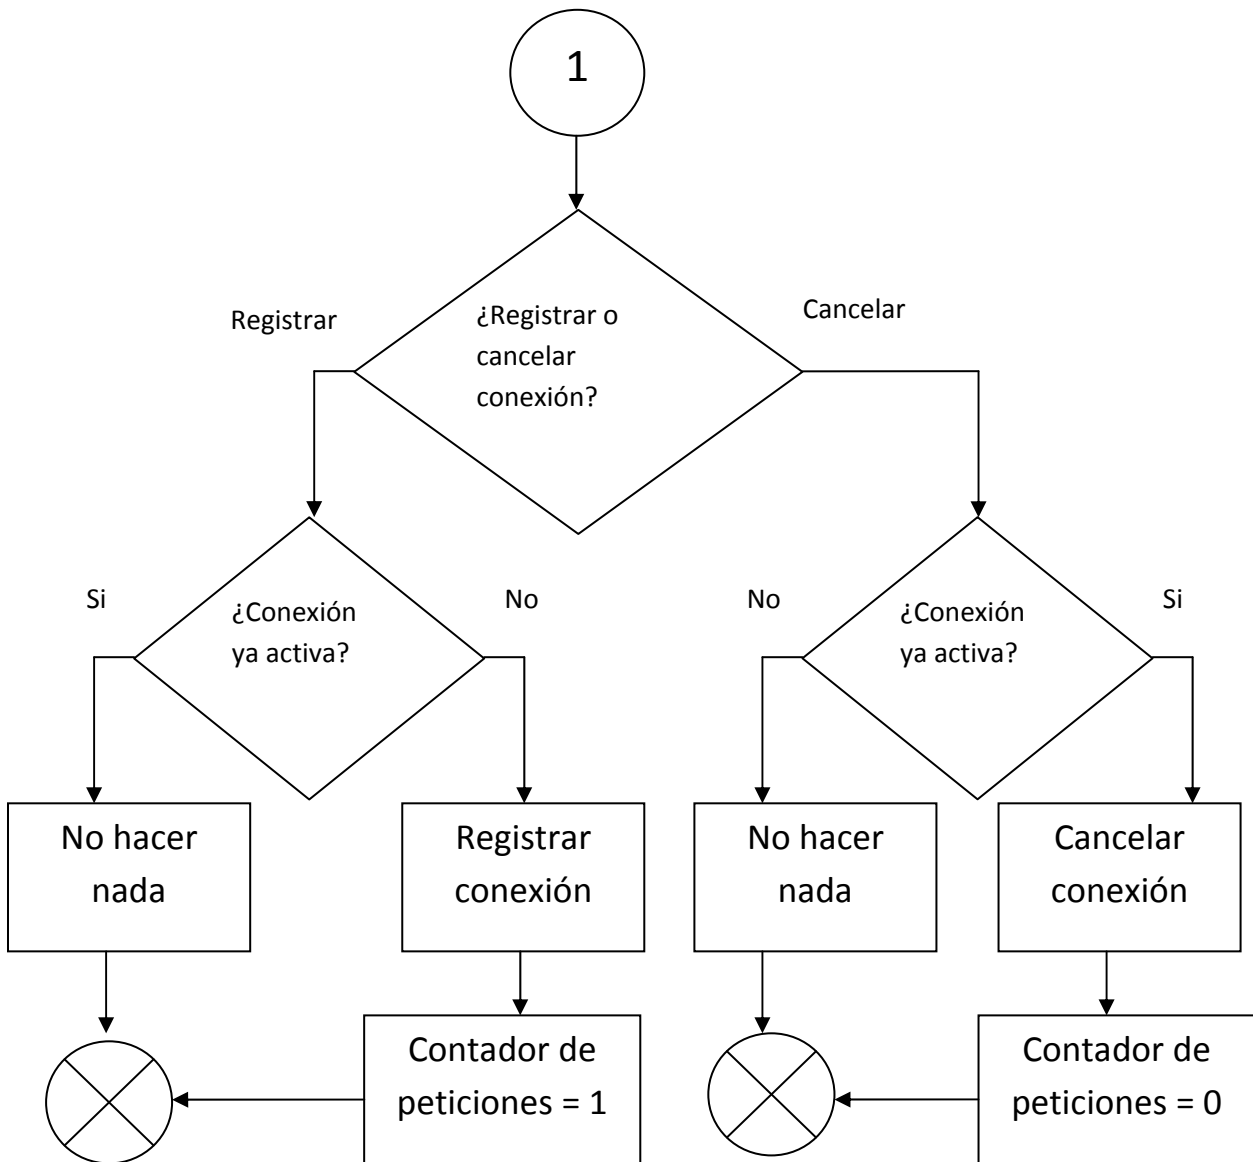 1
Registrar
¿Registrar o
cancelar
conexión?
Cancelar
Si
¿Conexión
ya activa?
No
No
¿Conexión
ya activa?
Si
No hacer
nada
Registrar
conexión
No hacer
nada
Cancelar
conexión
Contador de
peticiones = 1
Contador de
peticiones = 0